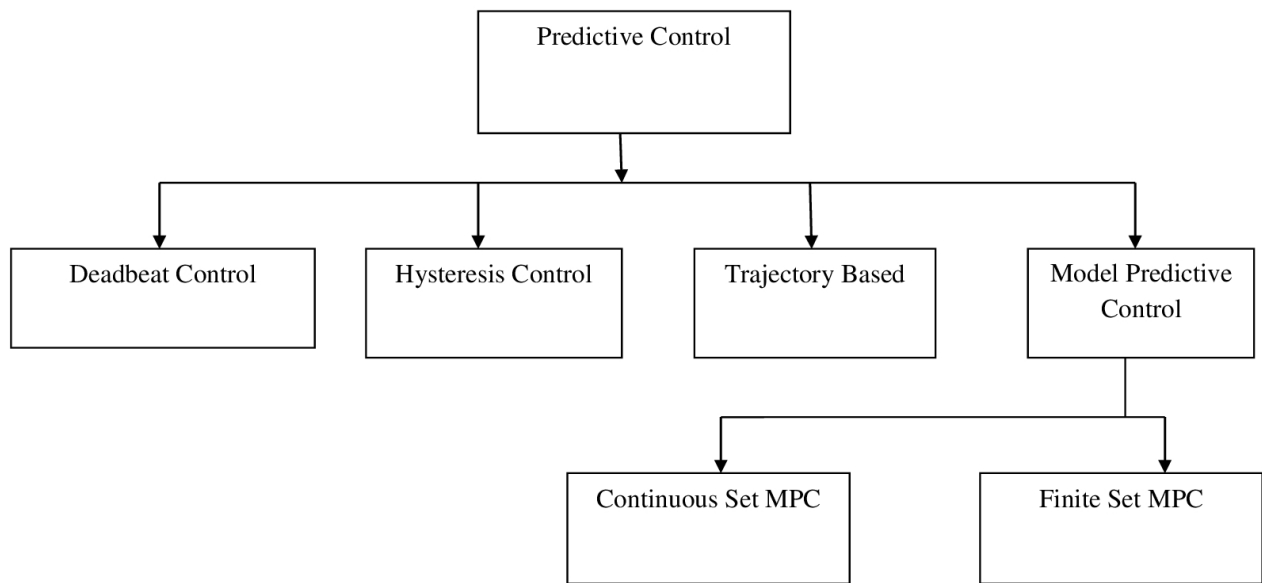 Predictive Control
Deadbeat Control
Hysteresis Control
Trajectory Based
Model Predictive
Control
Continuous Set MPC
Finite Set MPC